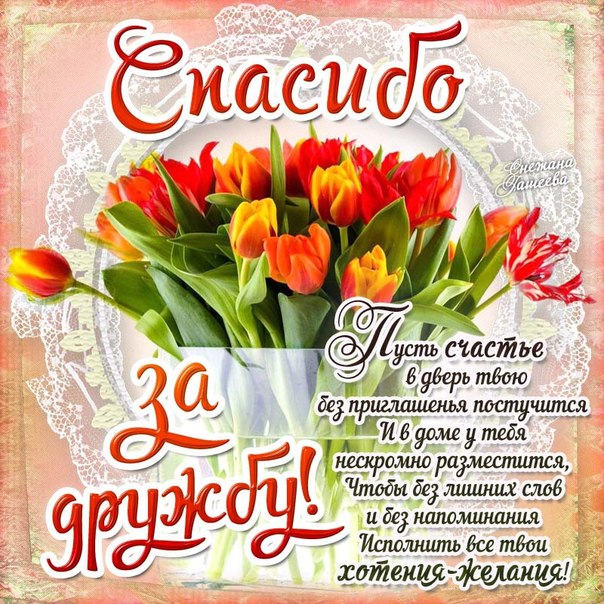 Спасибо
Снежана
Гашеева
за
дружбу!
Пусть счастье
в дверь твою
без приглашенья постучится
И в доме у тебя
нескромно разместится,
Чтобы без лишних слов
и без напоминания
Исполнить все твои
хотения-желания!